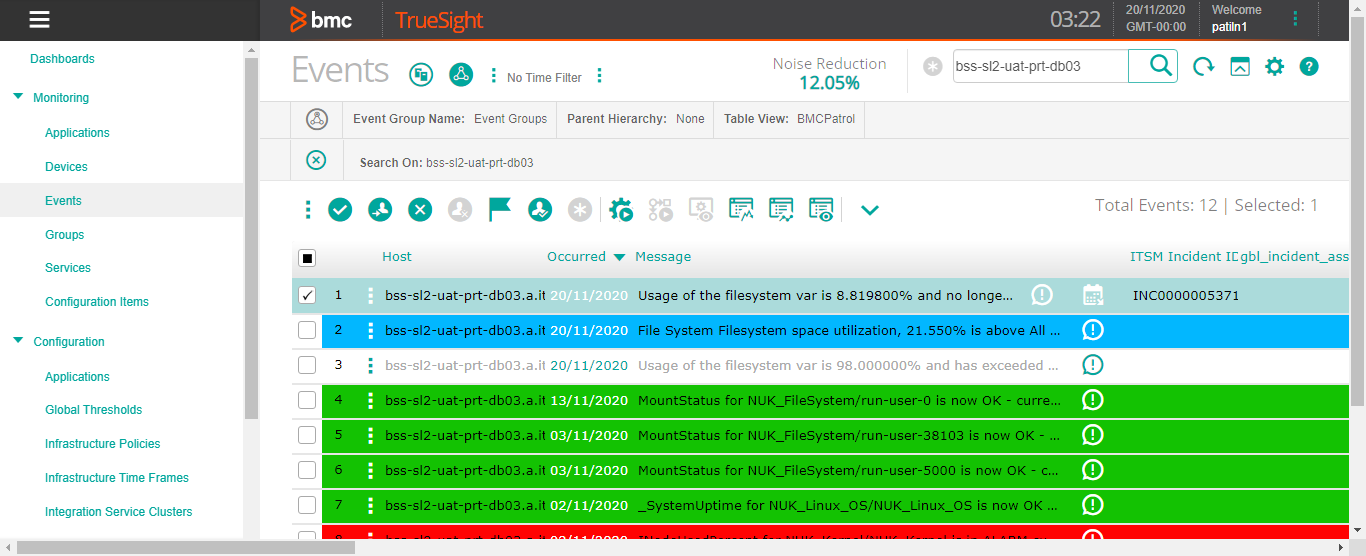 bmc TrueSight 03:22 20/11/2020 Welcome
GMT-00:00 patiln1
Dashboards
Monitoring
Applications
Devices
Events
Groups
Services
Configuration Items
Configuration
Applications
Global Thresholds
Infrastructure Policies
Infrastructure Time Frames
Integration Service Clusters
Events No Time Filter Noise Reduction bss-sl2-uat-prt-db03
12.05%
Event Group Name: Event Groups Parent Hierarchy: None Table View: BMCPatrol
Search On: bss-sl2-uat-prt-db03
Total Events: 12 | Selected: 1
Host Occurred Message ITSM Incident ID gbl_incident_ass
1 bss-sl2-uat-prt-db03.a.it 20/11/2020 Usage of the filesystem var is 8.819800% and no longe... INC0000005371
2 bss-sl2-uat-prt-db03.a.it 20/11/2020 File System Filesystem space utilization, 21.550% is above All ...
3 bss-sl2-uat-prt-db03.a.it 20/11/2020 Usage of the filesystem var is 98.000000% and has exceeded ...
4 bss-sl2-uat-prt-db03.a.it 13/11/2020 MountStatus for NUK_FileSystem/run-user-0 is now OK - curre...
5 bss-sl2-uat-prt-db03.a.it 03/11/2020 MountStatus for NUK_FileSystem/run-user-38103 is now OK - ...
6 bss-sl2-uat-prt-db03.a.it 03/11/2020 MountStatus for NUK_FileSystem/run-user-5000 is now OK - c...
7 bss-sl2-uat-prt-db03.a.it 02/11/2020 _SystemUptime for NUK_Linux_OS/NUK_Linux_OS is now OK ...